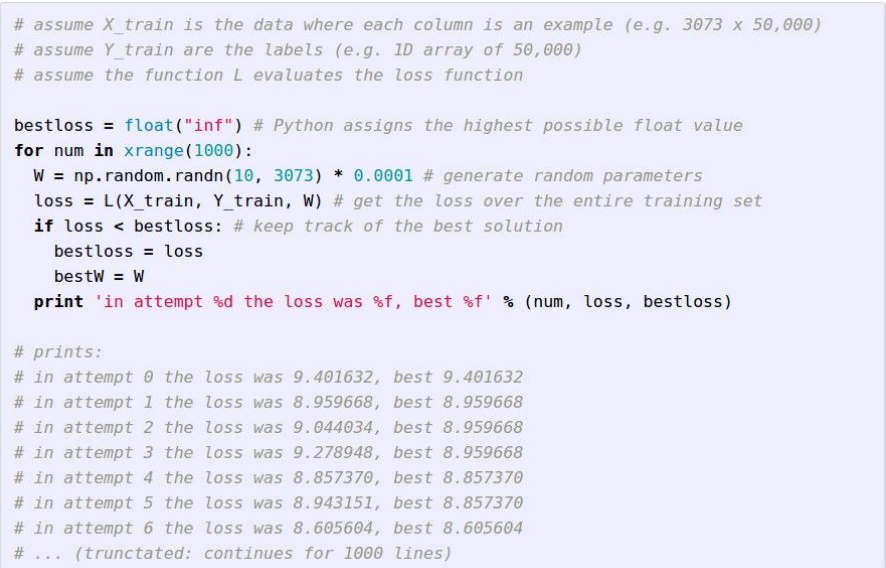 # assume X_train is the data where each column is an example (e.g. 3073 x 50,000)
# assume Y_train are the labels (e.g. 1D array of 50,000)
# assume the function L evaluates the loss function

bestloss = float("inf") # Python assigns the highest possible float value
for num in xrange(1000):
  W = np.random.randn(10, 3073) * 0.0001 # generate random parameters
  loss = L(X_train, Y_train, W) # get the loss over the entire training set
  if loss < bestloss: # keep track of the best solution
    bestloss = loss
    bestW = W
  print 'in attempt %d the loss was %f, best %f' % (num, loss, bestloss)

# prints:
# in attempt 0 the loss was 9.401632, best 9.401632
# in attempt 1 the loss was 8.959668, best 8.959668
# in attempt 2 the loss was 9.044034, best 8.959668
# in attempt 3 the loss was 9.278948, best 8.959668
# in attempt 4 the loss was 8.857370, best 8.857370
# in attempt 5 the loss was 8.943151, best 8.857370
# in attempt 6 the loss was 8.605604, best 8.605604
# ... (trunctated: continues for 1000 lines)